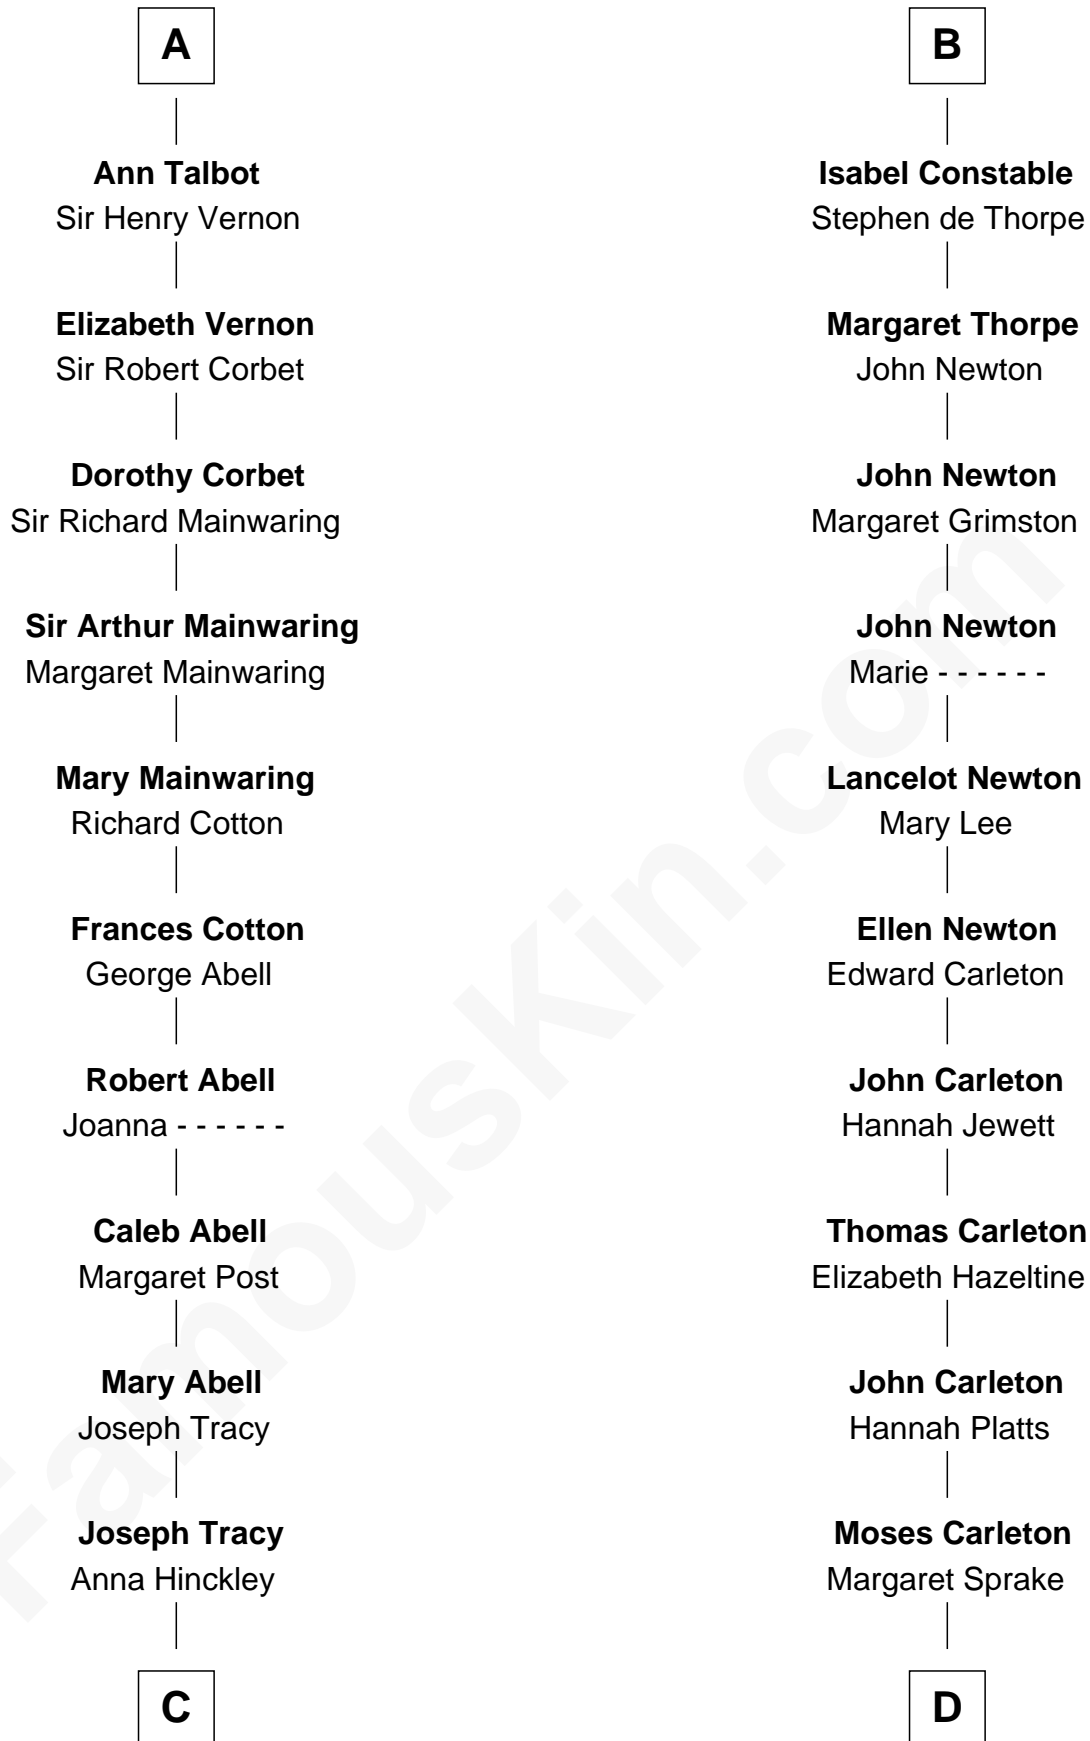 A
Ann Talbot
Sir Henry Vernon
Elizabeth Vernon
Sir Robert Corbet
Dorothy Corbet
Sir Richard Mainwaring
Sir Arthur Mainwaring
Margaret Mainwaring
Mary Mainwaring
Richard Cotton
Frances Cotton
George Abell
Robert Abell
Joanna - - - - - -
Caleb Abell
Margaret Post
Mary Abell
Joseph Tracy
Joseph Tracy
Anna Hinckley
C
B
Isabel Constable
Stephen de Thorpe
Margaret Thorpe
John Newton
John Newton
Margaret Grimston
John Newton
Marie - - - - - -
Lancelot Newton
Mary Lee
Ellen Newton
Edward Carleton
John Carleton
Hannah Jewett
Thomas Carleton
Elizabeth Hazeltine
John Carleton
Hannah Platts
Moses Carleton
Margaret Sprake
D
FamousKin.com